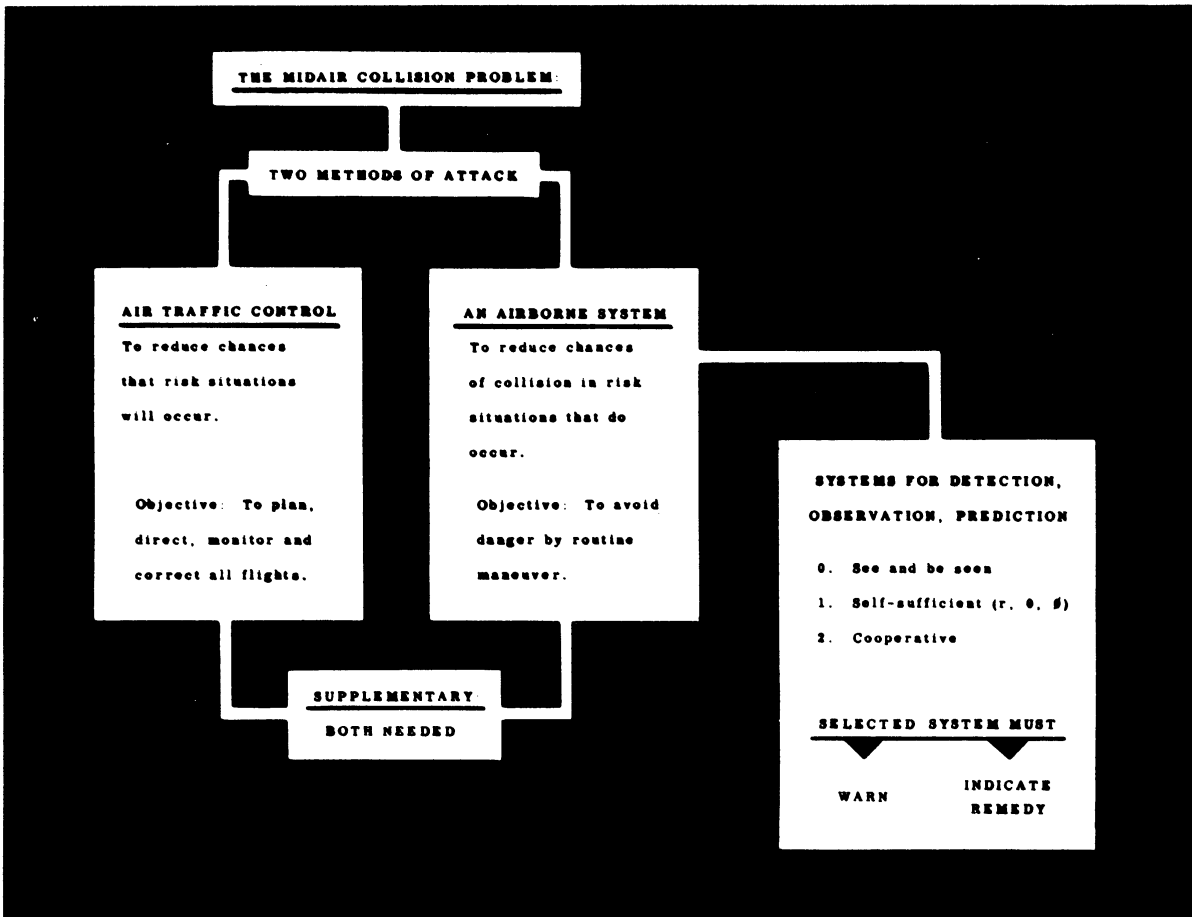 THE MIDAIR COLLISION PROBLEM:
TWO METHODS OF ATTACK
AIR TRAFFIC CONTROL
To reduce chances
that risk situations
will occur.
Objective: To plan,
direct, monitor and
correct all flights.
AN AIRBORNE SYSTEM
To reduce chances
of collision in risk
situations that do
occur.
Objective: To avoid
danger by routine
maneuver.
SUPPLEMENTARY:
BOTH NEEDED
SYSTEMS FOR DETECTION,
OBSERVATION, PREDICTION
0. See and be seen
1. Self-sufficient (r, θ, Ø)
2. Cooperative
SELECTED SYSTEM MUST
WARN
INDICATE
REMEDY